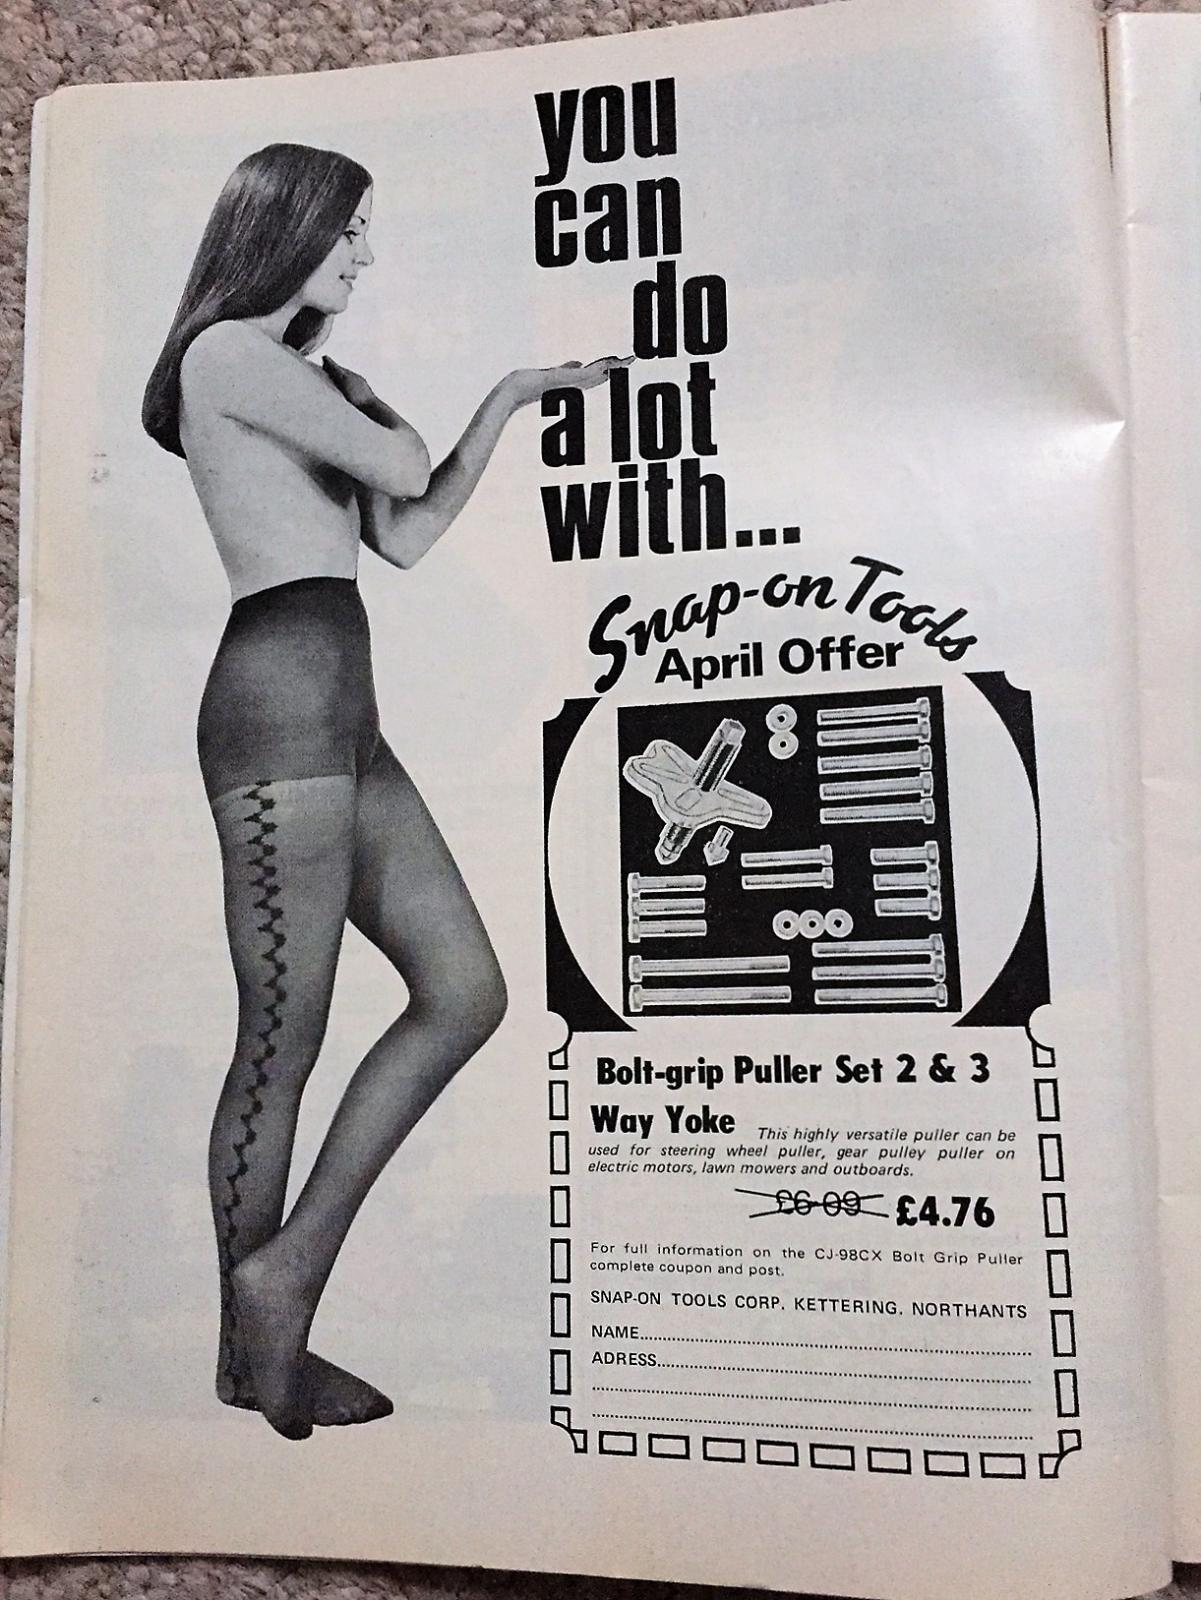 you
can
do
a lot
with...
Snap-on Tools
April Offer
Bolt-grip Puller Set 2 & 3
Way Yoke This highly versatile puller can be
used for steering wheel puller, gear pulley puller on
electric motors, lawn mowers and outboards.
£6-09 £4.76
For full information on the CJ-98CX Bolt Grip Puller
complete coupon and post.
SNAP-ON TOOLS CORP. KETTERING. NORTHANTS
NAME
ADRESS